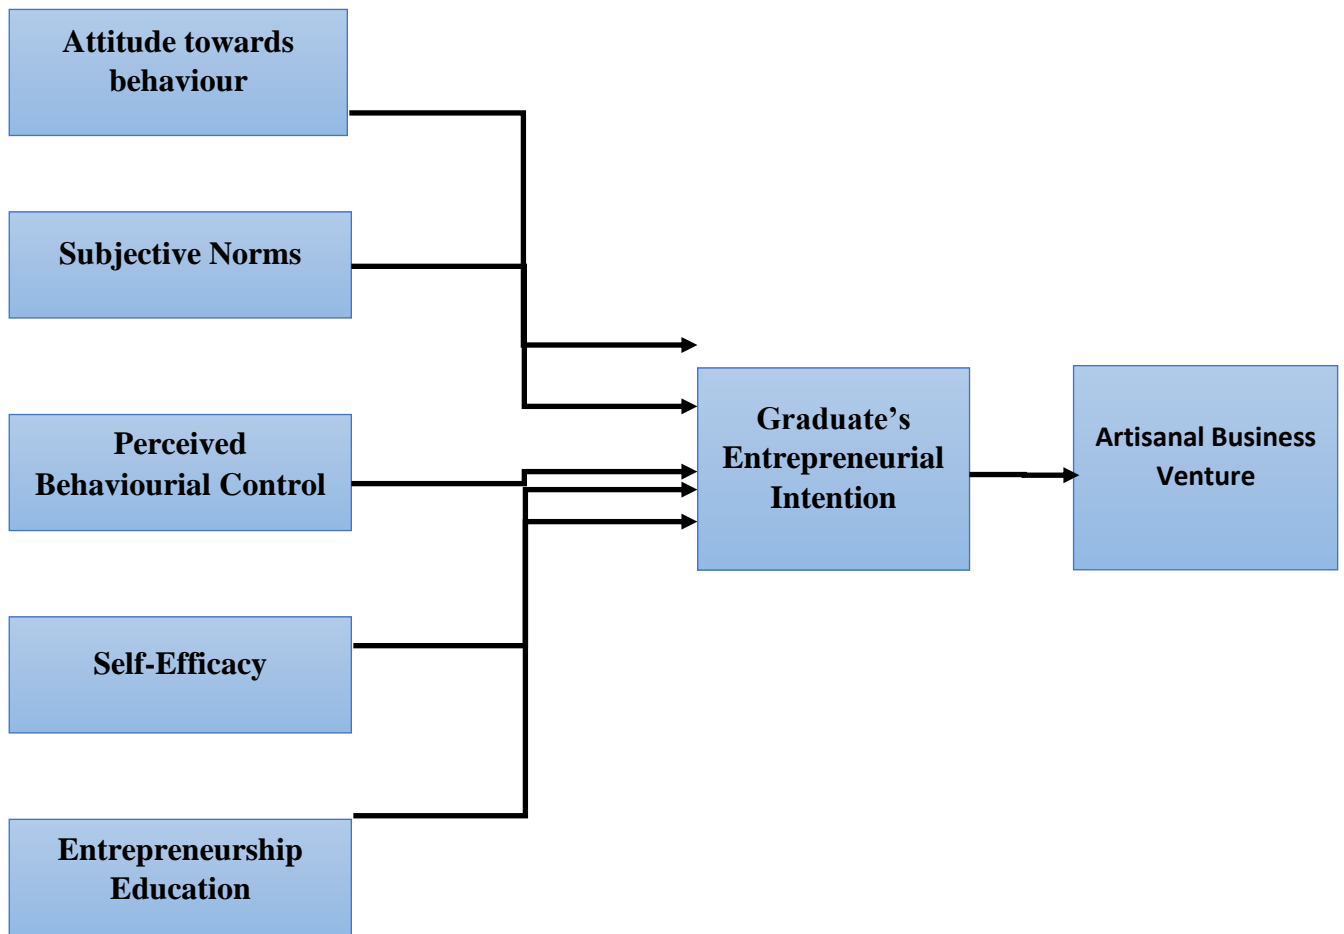 Attitude towards
behaviour
Subjective Norms
Perceived
Behaviourial Control
Self-Efficacy
Entrepreneurship
Education
Graduate’s
Entrepreneurial
Intention
Artisanal Business
Venture